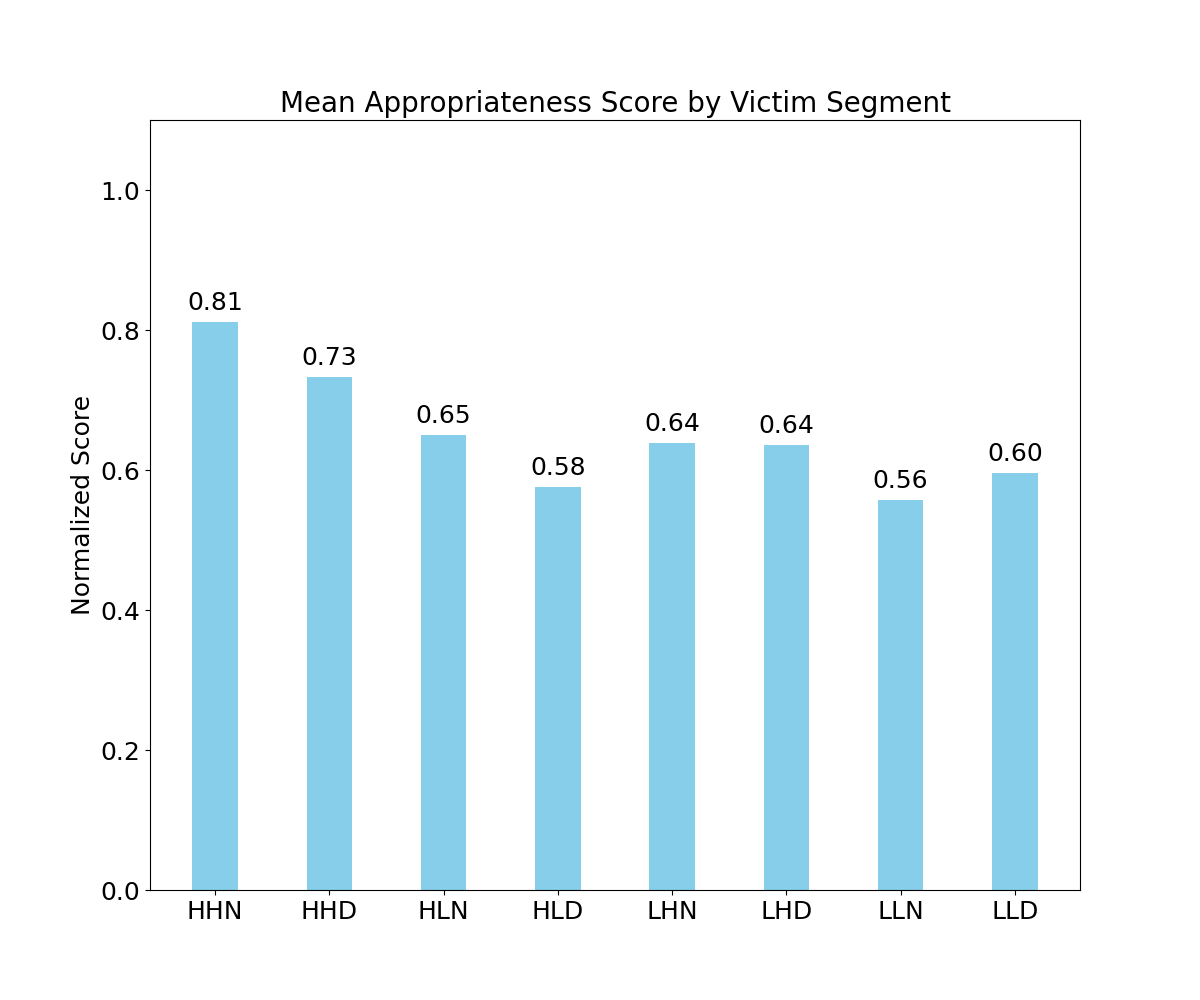 Mean Appropriateness Score by Victim Segment
1.0
0.8
0.6
0.4
0.2
0.0
Normalized Score
0.81
0.73
0.65
0.58
0.64
0.64
0.56
0.60
HHN
HHD
HLN
HLD
LHN
LHD
LLN
LLD